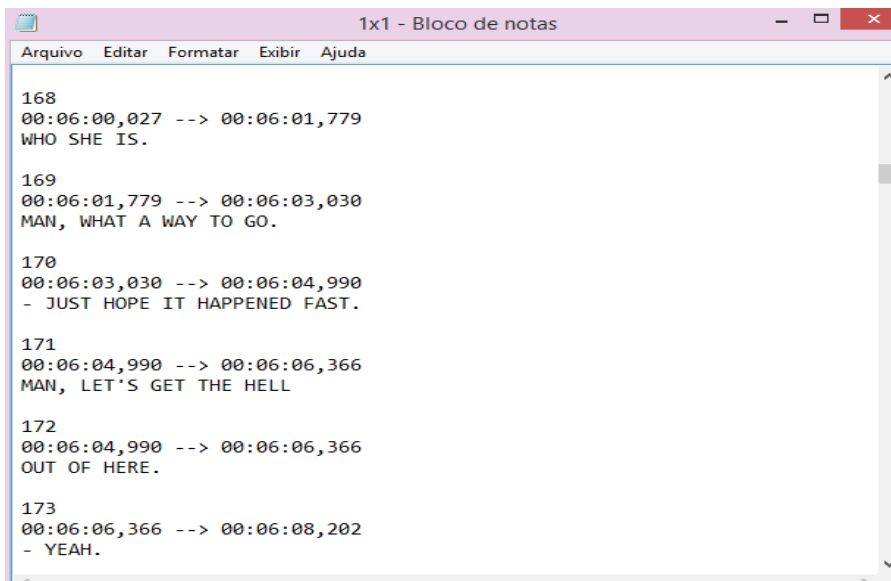 1x1 - Bloco de notas
Arquivo Editar Formatar Exibir Ajuda
168
00:06:00,027 --> 00:06:01,779
WHO SHE IS.
169
00:06:01,779 --> 00:06:03,030
MAN, WHAT A WAY TO GO.
170
00:06:03,030 --> 00:06:04,990
- JUST HOPE IT HAPPENED FAST.
171
00:06:04,990 --> 00:06:06,366
MAN, LET'S GET THE HELL
172
00:06:04,990 --> 00:06:06,366
OUT OF HERE.
173
00:06:06,366 --> 00:06:08,202
- YEAH.